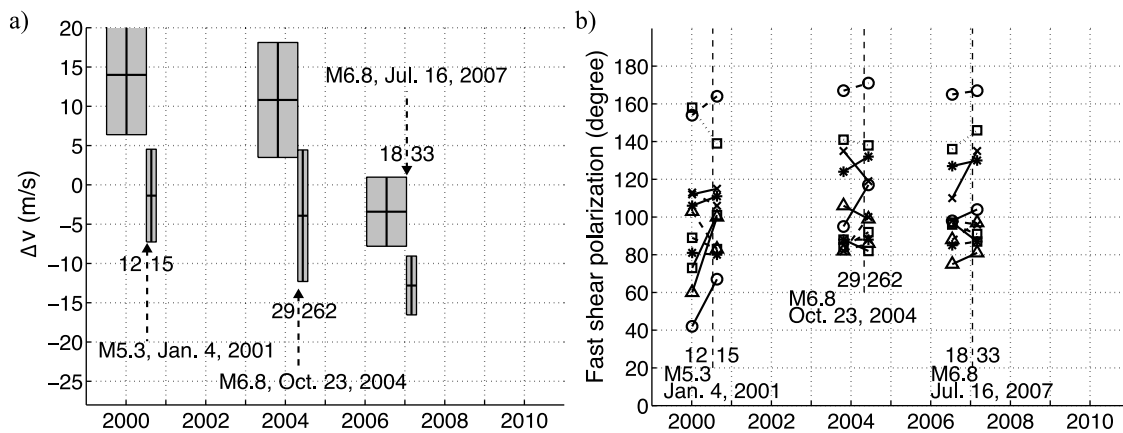 a)
20
15
10
5
0
−5
−10
−15
−20
−25
Δv (m/s)
M6.8, Jul. 16, 2007
18 33
12 15
29 262
M5.3, Jan. 4, 2001
M6.8, Oct. 23, 2004
2000 2002 2004 2006 2008 2010
b)
180
160
140
120
100
80
60
40
20
0
Fast shear polarization (degree)
29 262
M6.8
Oct. 23, 2004
12 15
18 33
M5.3
Jan. 4, 2001
M6.8
Jul. 16, 2007
2000 2002 2004 2006 2008 2010